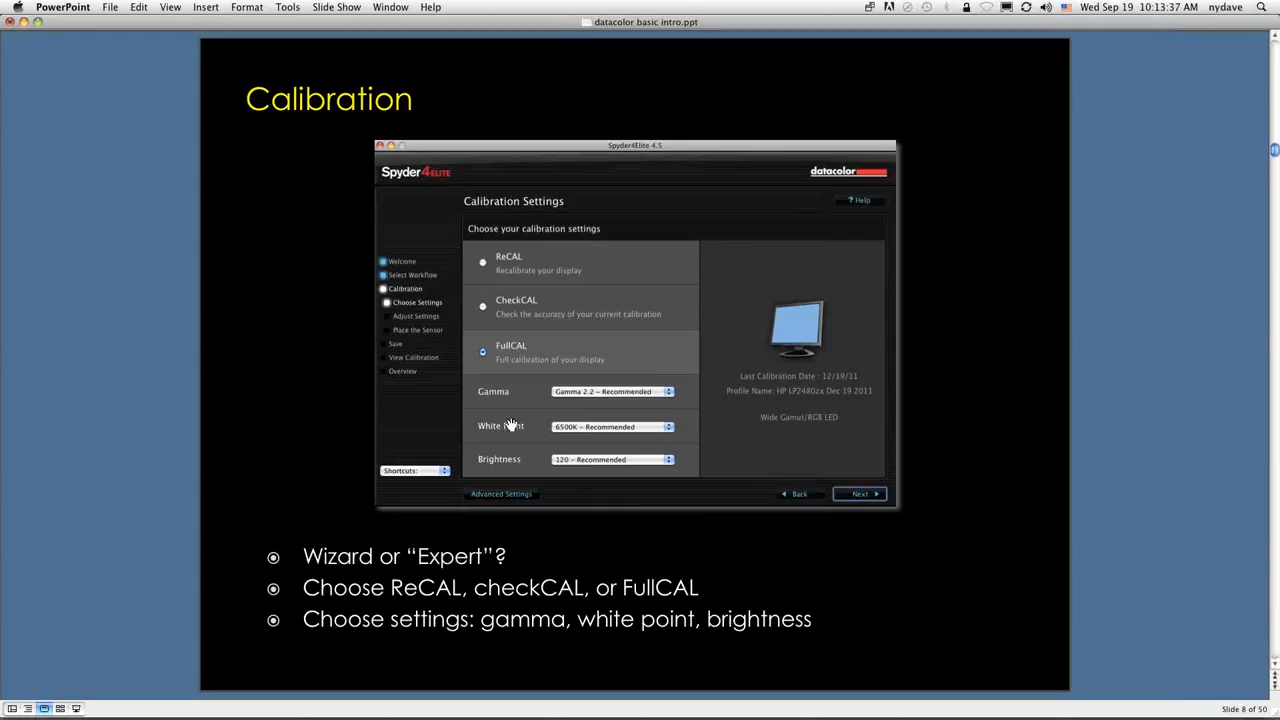 PowerPoint File Edit View Insert Format Tools Slide Show Window Help Wed Sep 19 10:13:37 AM nydave
datacolor basic intro.ppt
Calibration
Spyder4Elite 4.5
Spyder4ELITE
datacolor
Calibration Settings
? Help
Choose your calibration settings
Welcome
Select Workflow
Calibration
Choose Settings
Adjust Settings
Place the Sensor
Save
View Calibration
Overview
Shortcuts:
ReCAL
Recalibrate your display
CheckCAL
Check the accuracy of your current calibration
FullCAL
Full calibration of your display
Gamma Gamma 2.2 – Recommended
White 6500K – Recommended
Brightness 120 – Recommended
Last Calibration Date : 12/19/11
Profile Name: HP LP2480zx Dec 19 2011
Wide Gamut/RGB LED
Advanced Settings
Back
Next
Wizard or “Expert”?
Choose ReCAL, checkCAL, or FullCAL
Choose settings: gamma, white point, brightness
Slide 8 of 50